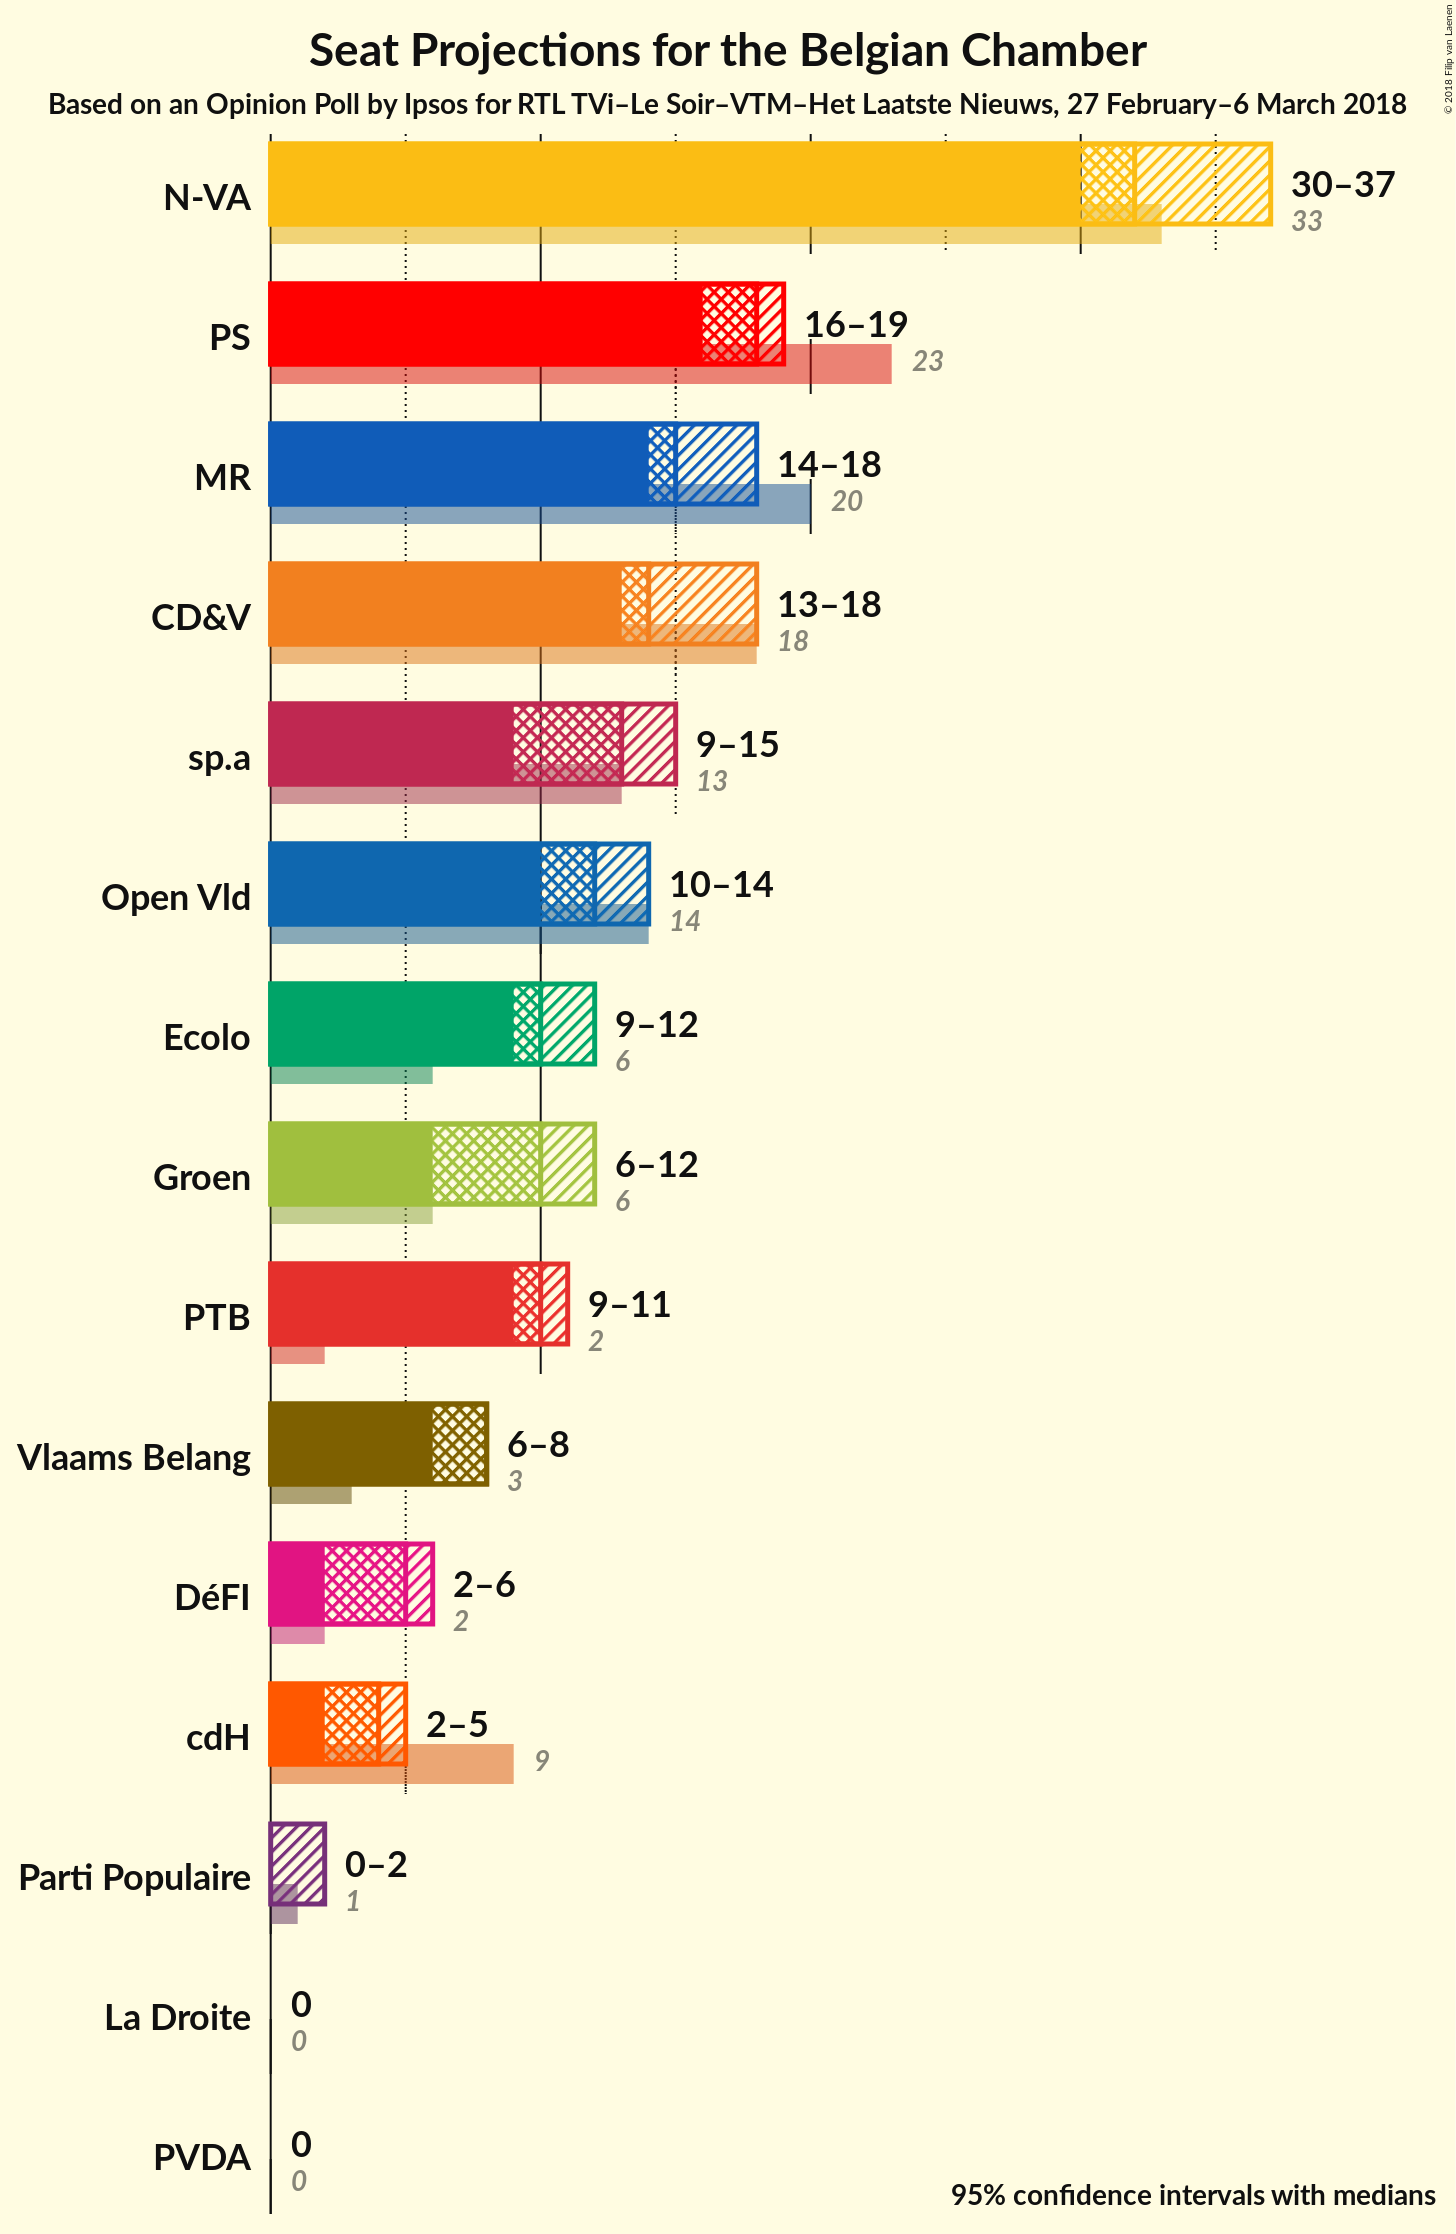 Seat Projections for the Belgian Chamber
Based on an Opinion Poll by Ipsos for RTL TVi–Le Soir–VTM–Het Laatste Nieuws, 27 February–6 March 2018
© 2018 Filip van Laenen
N-VA
30–37
33
PS
16–19
23
MR
14–18
20
CD&V
13–18
18
sp.a
9–15
13
Open Vld
10–14
14
Ecolo
9–12
6
Groen
6–12
6
PTB
9–11
2
Vlaams Belang
6–8
3
DéFI
2–6
2
cdH
2–5
9
Parti Populaire
0–2
1
La Droite
0
0
PVDA
0
0
95% confidence intervals with medians